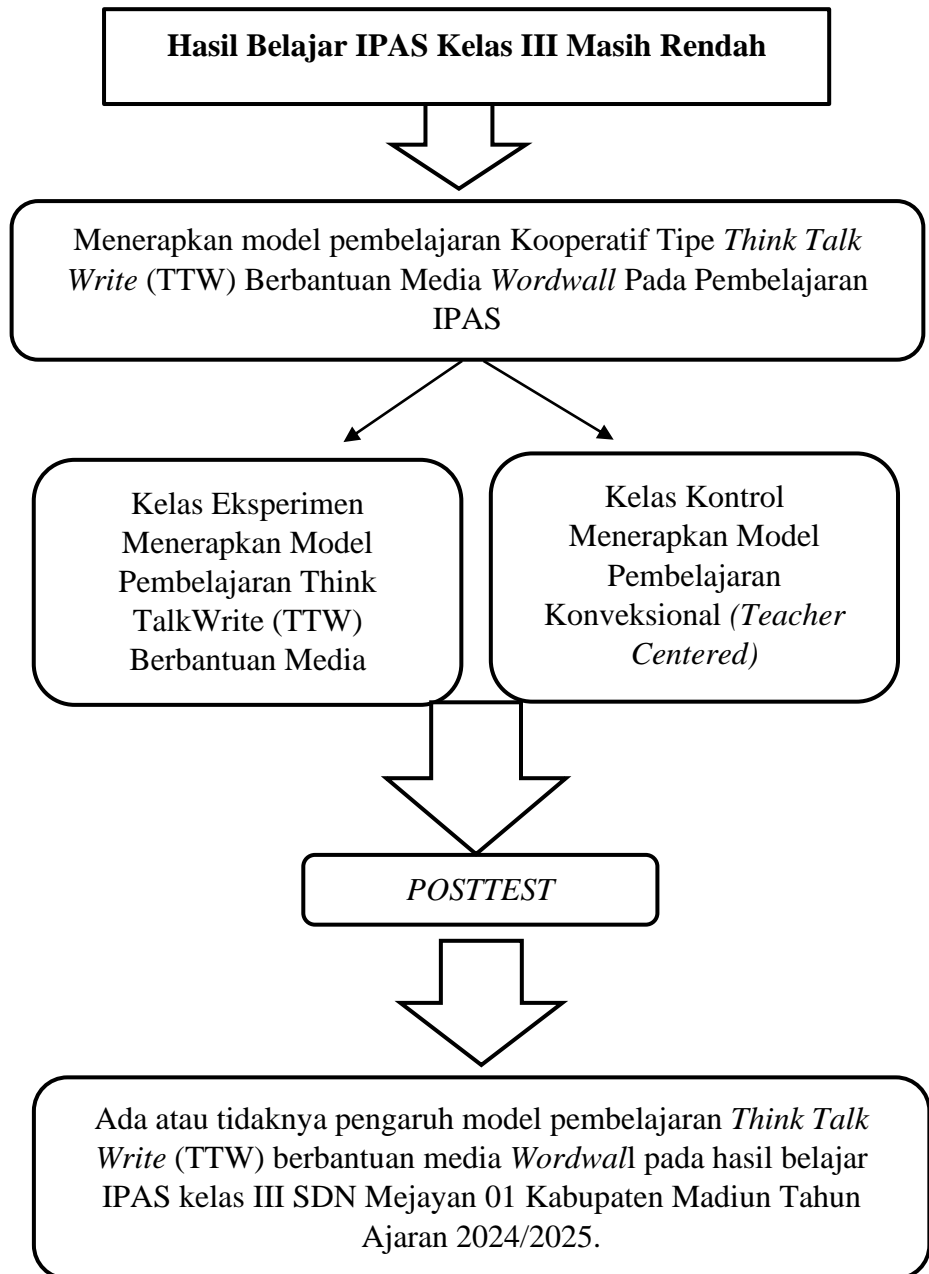 Hasil Belajar IPAS Kelas III Masih Rendah
Menerapkan model pembelajaran Kooperatif Tipe Think Talk
Write (TTW) Berbantuan Media Wordwall Pada Pembelajaran
IPAS
Kelas Eksperimen
Menerapkan Model
Pembelajaran Think
TalkWrite (TTW)
Berbantuan Media
Kelas Kontrol
Menerapkan Model
Pembelajaran
Konveksional (Teacher
Centered)
POSTTEST
Ada atau tidaknya pengaruh model pembelajaran Think Talk
Write (TTW) berbantuan media Wordwall pada hasil belajar
IPAS kelas III SDN Mejayan 01 Kabupaten Madiun Tahun
Ajaran 2024/2025.